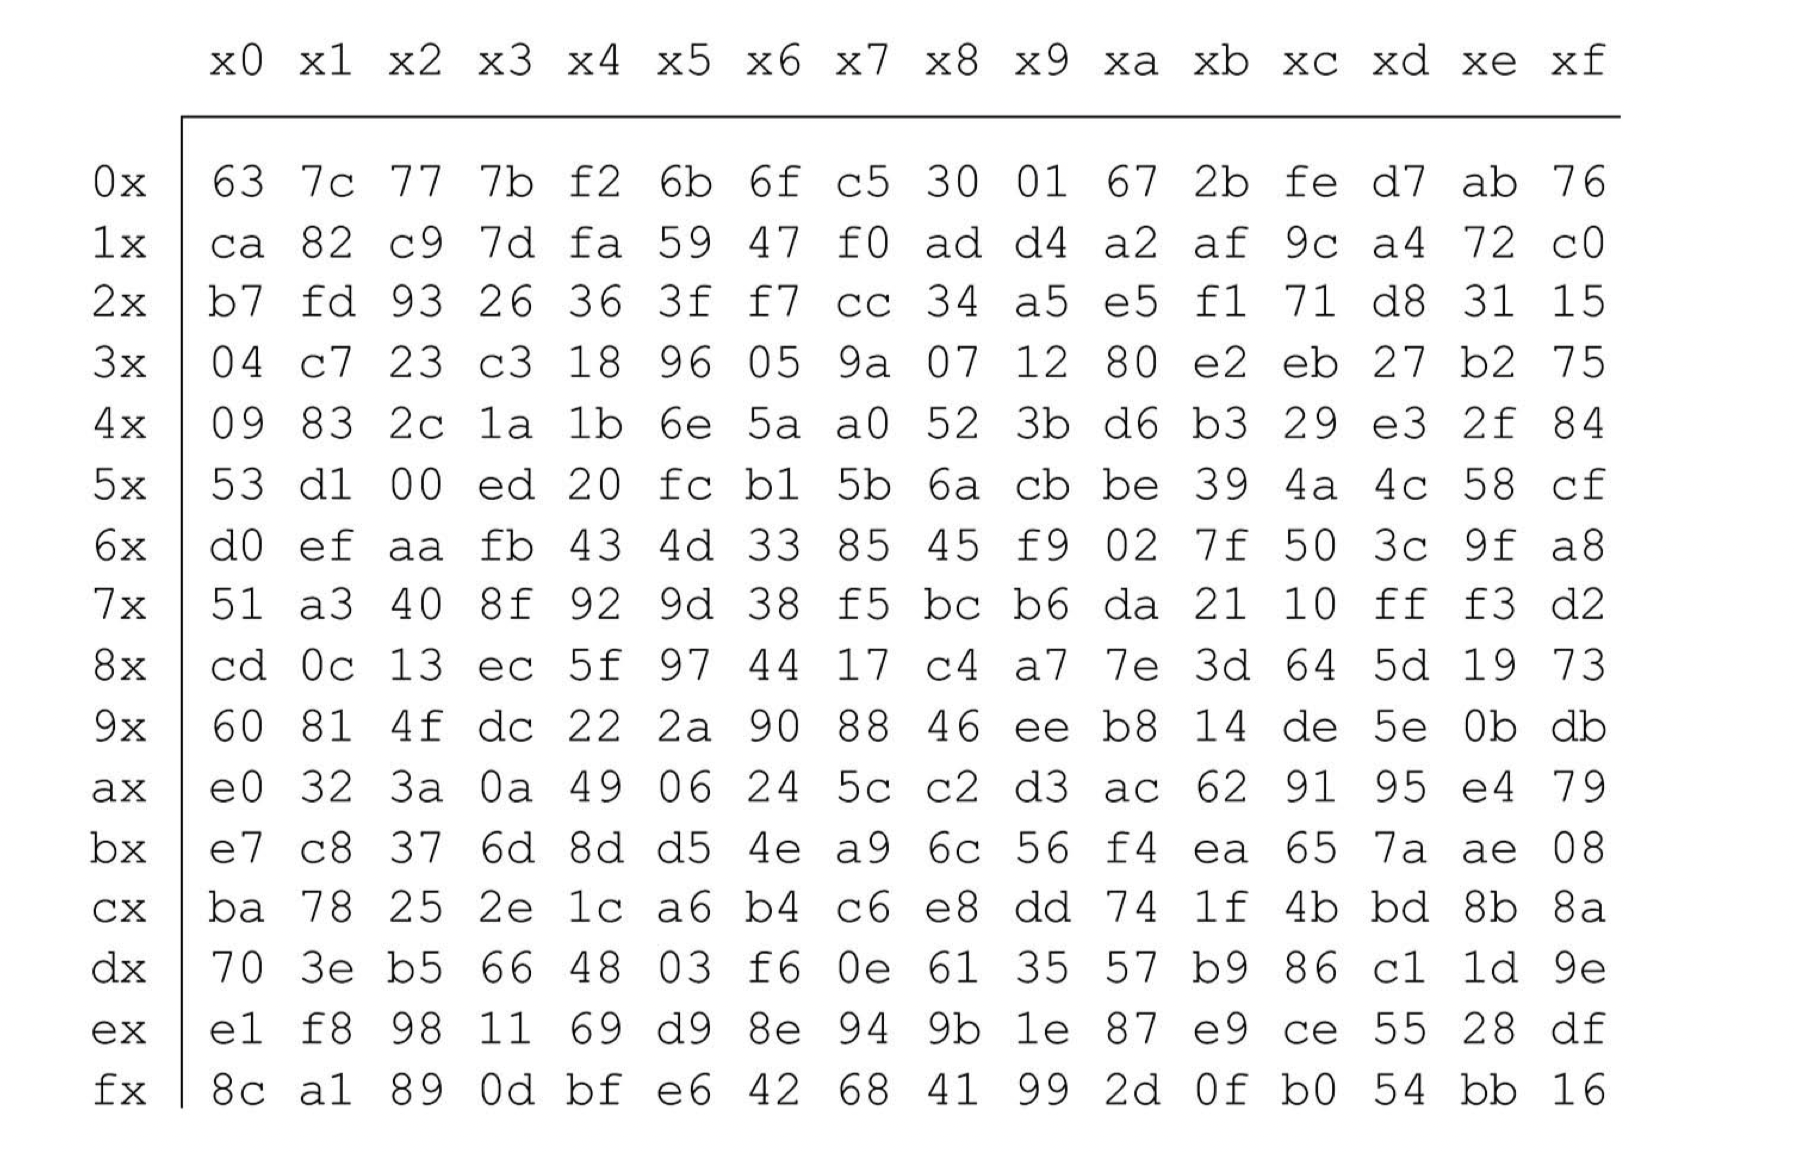 x0 x1 x2 x3 x4 x5 x6 x7 x8 x9 xa xb xc xd xe xf
0x 63 7c 77 7b f2 6b 6f c5 30 01 67 2b fe d7 ab 76
1x ca 82 c9 7d fa 59 47 f0 ad d4 a2 af 9c a4 72 c0
2x b7 fd 93 26 36 3f f7 cc 34 a5 e5 f1 71 d8 31 15
3x 04 c7 23 c3 18 96 05 9a 07 12 80 e2 eb 27 b2 75
4x 09 83 2c 1a 1b 6e 5a a0 52 3b d6 b3 29 e3 2f 84
5x 53 d1 00 ed 20 fc b1 5b 6a cb be 39 4a 4c 58 cf
6x d0 ef aa fb 43 4d 33 85 45 f9 02 7f 50 3c 9f a8
7x 51 a3 40 8f 92 9d 38 f5 bc b6 da 21 10 ff f3 d2
8x cd 0c 13 ec 5f 97 44 17 c4 a7 7e 3d 64 5d 19 73
9x 60 81 4f dc 22 2a 90 88 46 ee b8 14 de 5e 0b db
ax e0 32 3a 0a 49 06 24 5c c2 d3 ac 62 91 95 e4 79
bx e7 c8 37 6d 8d d5 4e a9 6c 56 f4 ea 65 7a ae 08
cx ba 78 25 2e 1c a6 b4 c6 e8 dd 74 1f 4b bd 8b 8a
dx 70 3e b5 66 48 03 f6 0e 61 35 57 b9 86 c1 1d 9e
ex e1 f8 98 11 69 d9 8e 94 9b 1e 87 e9 ce 55 28 df
fx 8c a1 89 0d bf e6 42 68 41 99 2d 0f b0 54 bb 16